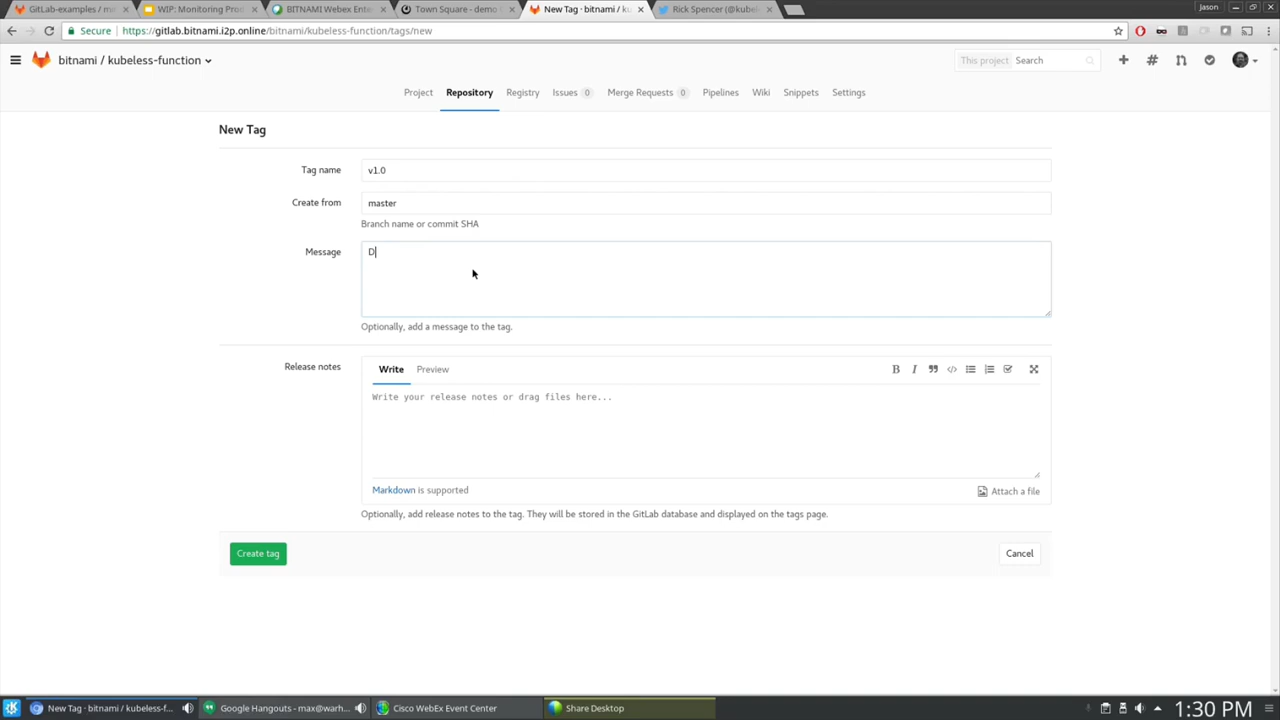 GitLab-examples / m
WIP: Monitoring Pro
BITNAMI Webex Ente
Town Square - demo
New Tag · bitnami / ku
Rick Spencer (@kube
Jason
Secure https://gitlab.bitnami.i2p.online/bitnami/kubeless-function/tags/new
bitnami / kubeless-function
This project Search
Project Repository Registry Issues 0 Merge Requests 0 Pipelines Wiki Snippets Settings
New Tag
Tag name v1.0
Create from master
Branch name or commit SHA
Message D
Optionally, add a message to the tag.
Release notes Write Preview
Write your release notes or drag files here...
Markdown is supported Attach a file
Optionally, add release notes to the tag. They will be stored in the GitLab database and displayed on the tags page.
Create tag Cancel
New Tag · bitnami / kubeless-f... Google Hangouts - max@warh... Cisco WebEx Event Center Share Desktop 1:30 PM